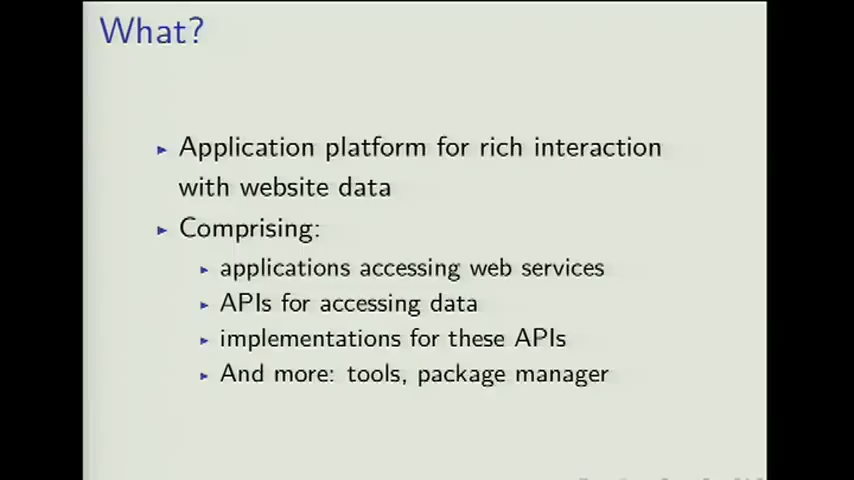 What?
Application platform for rich interaction
with website data
Comprising:
applications accessing web services
APIs for accessing data
implementations for these APIs
And more: tools, package manager